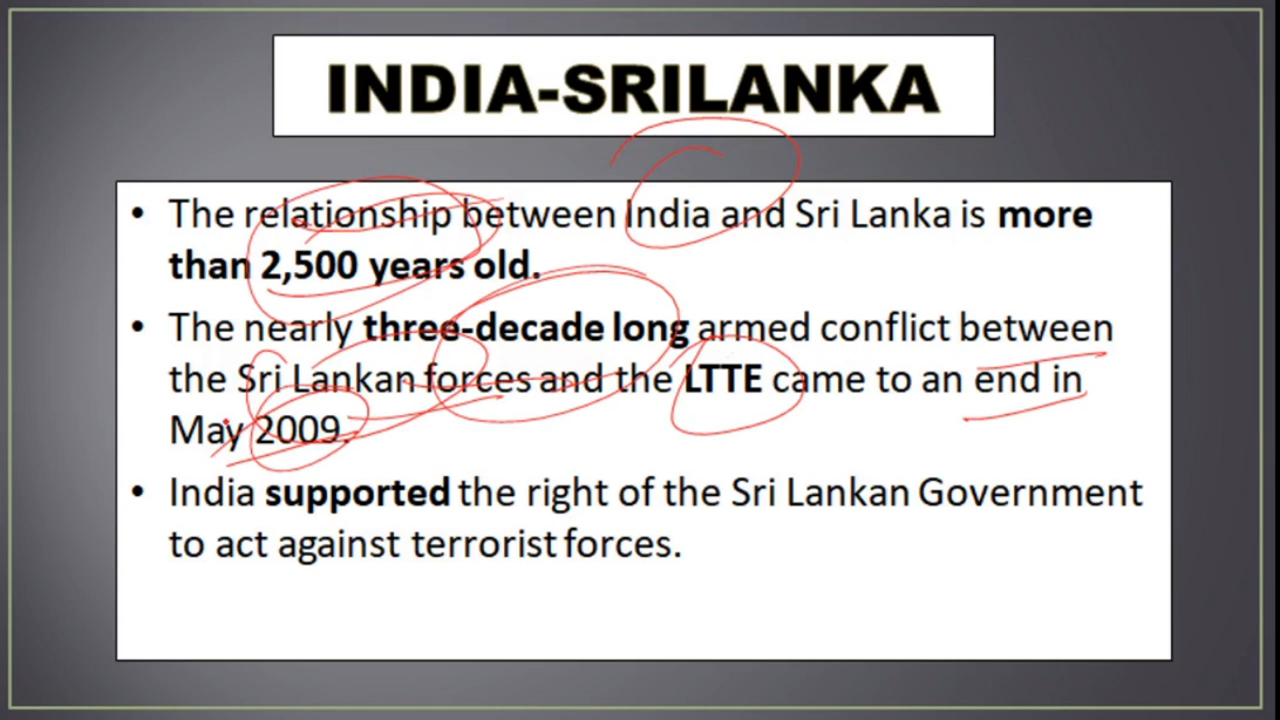 INDIA-SRILANKA
• The relationship between India and Sri Lanka is more
than 2,500 years old.
• The nearly three-decade long armed conflict between
the Sri Lankan forces and the LTTE came to an end in
May 2009.
• India supported the right of the Sri Lankan Government
to act against terrorist forces.